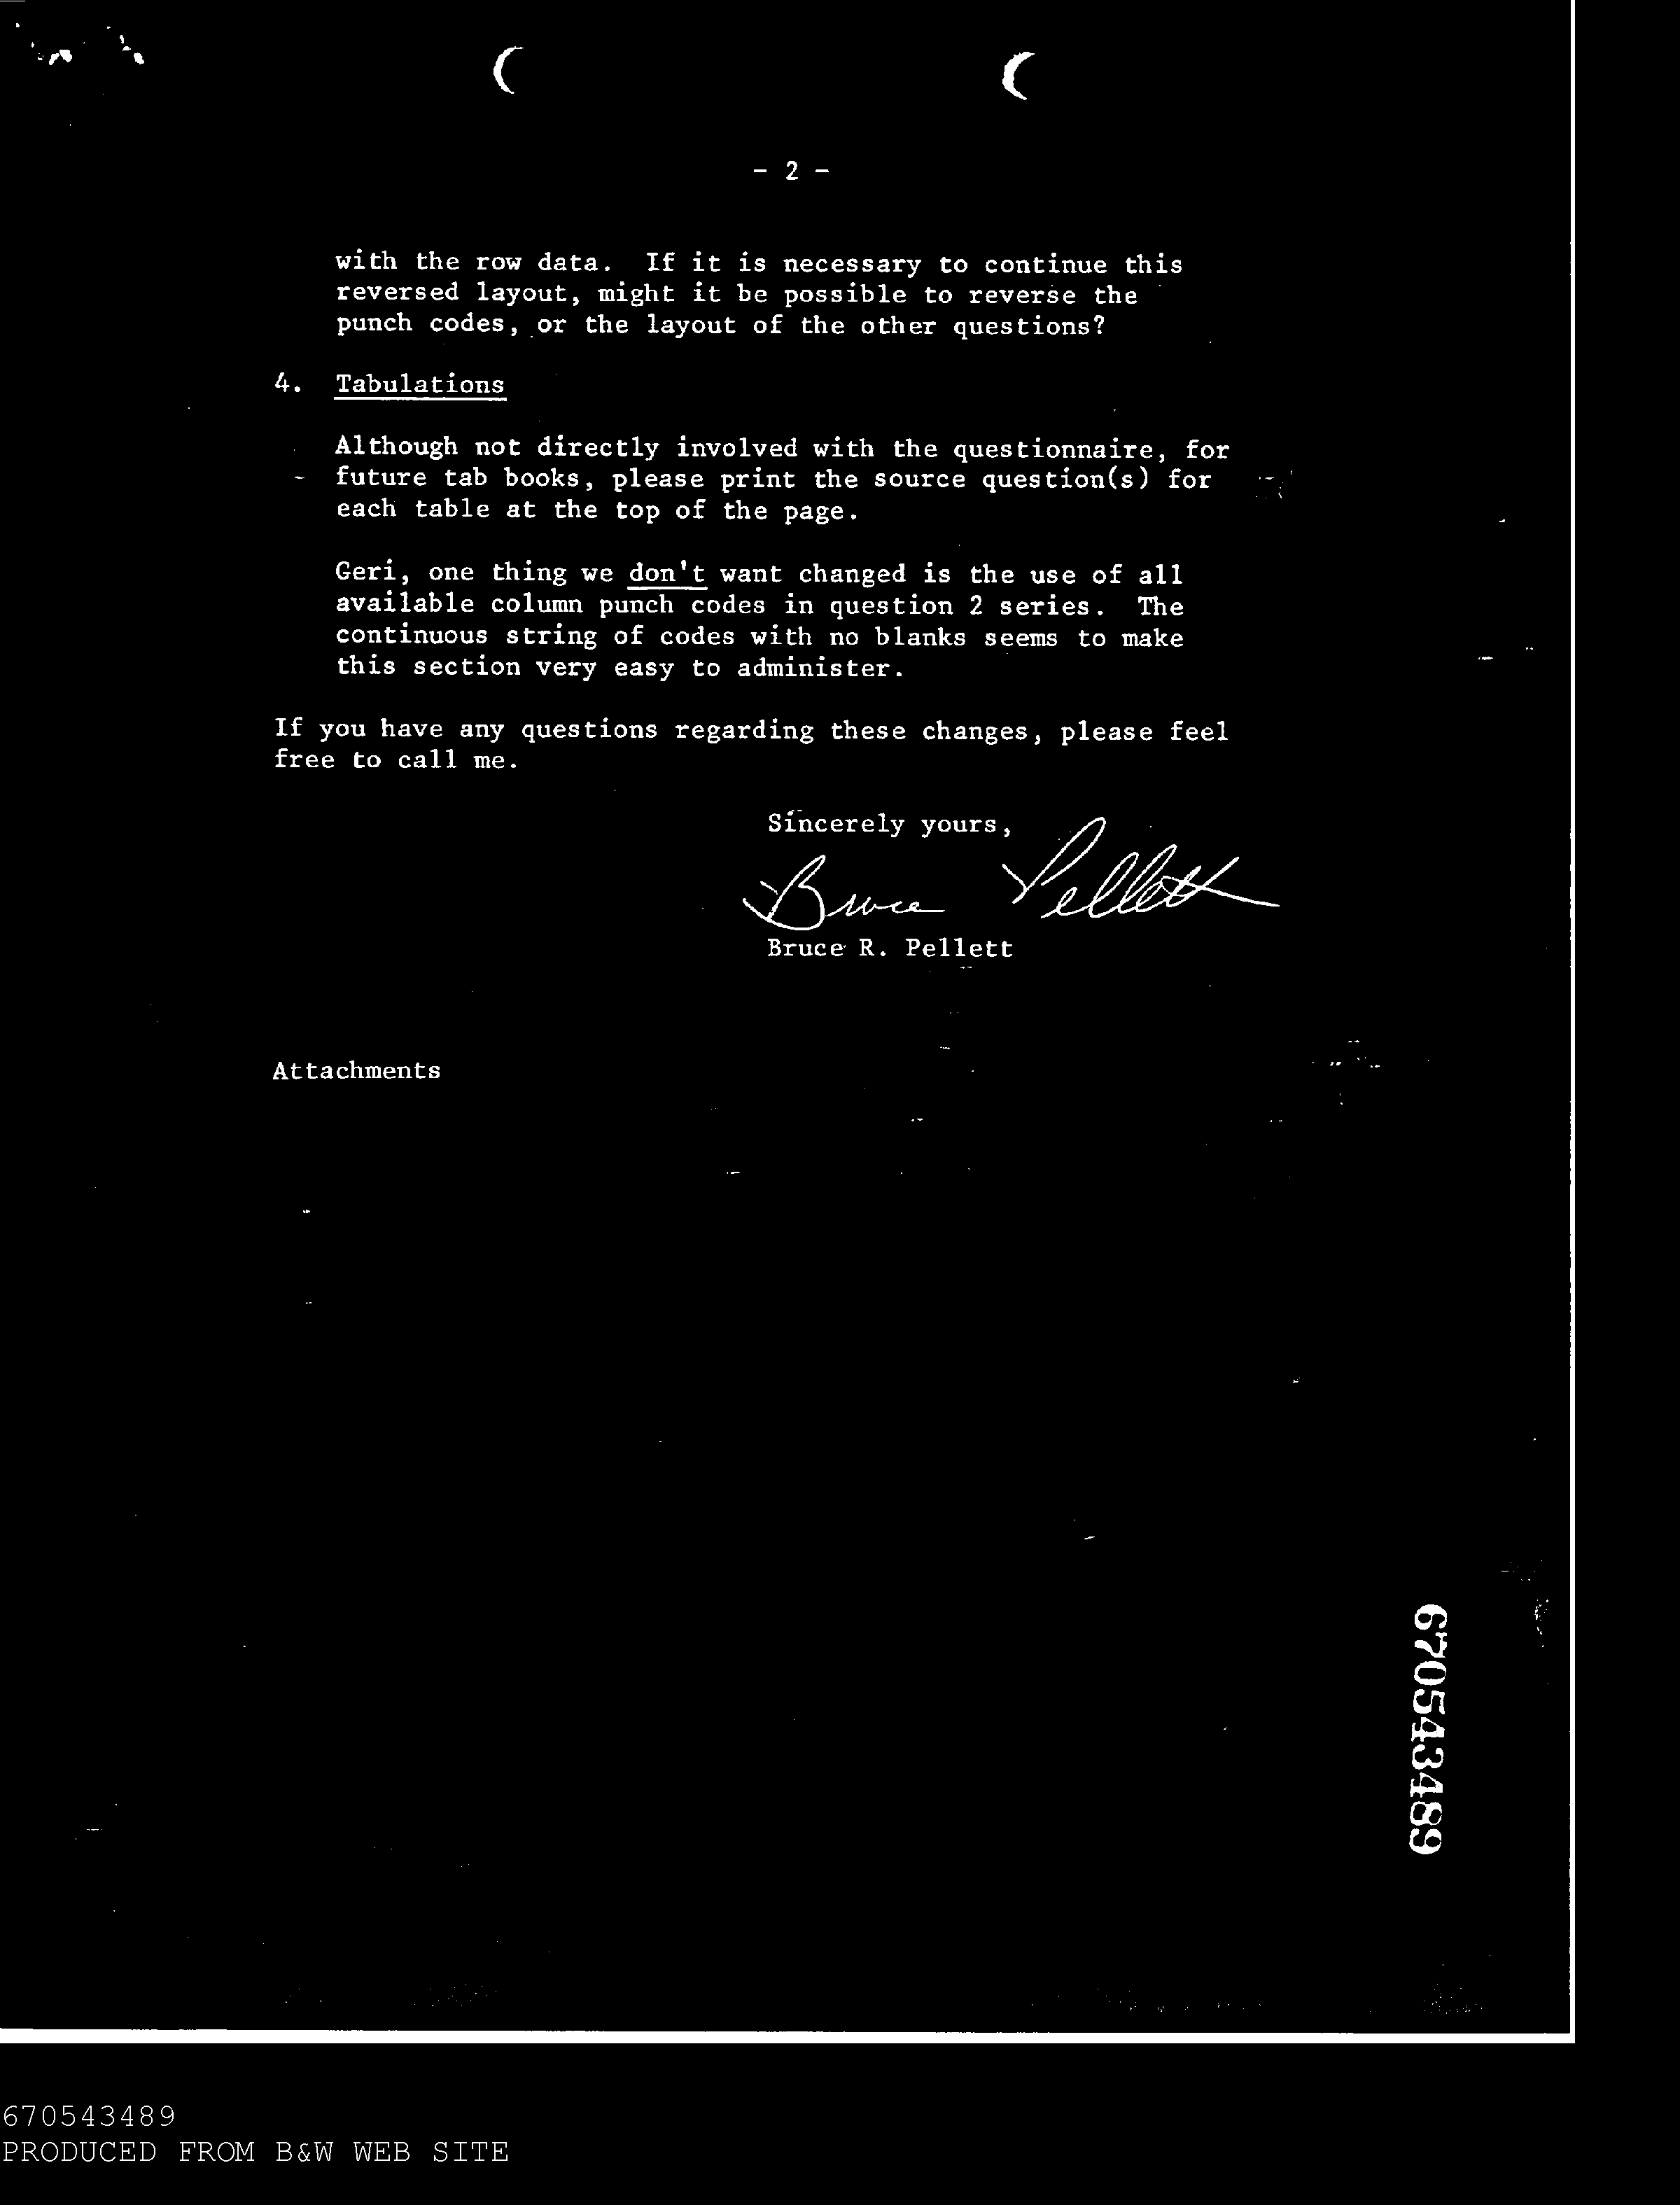 - 2 -
with the row data. If it is necessary to continue this
reversed layout, might it be possible to reverse the
punch codes, or the layout of the other questions?
4. Tabulations
Although not directly involved with the questionnaire, for
future tab books, please print the source question(s) for
each table at the top of the page.
Geri, one thing we don't want changed is the use of all
available column punch codes in question 2 series. The
continuous string of codes with no blanks seems to make
this section very easy to administer.
If you have any questions regarding these changes, please feel
free to call me.
Sincerely yours,
Bruce Pellett
Bruce R. Pellett
Attachments
670543489
670543489
PRODUCED FROM B&W WEB SITE